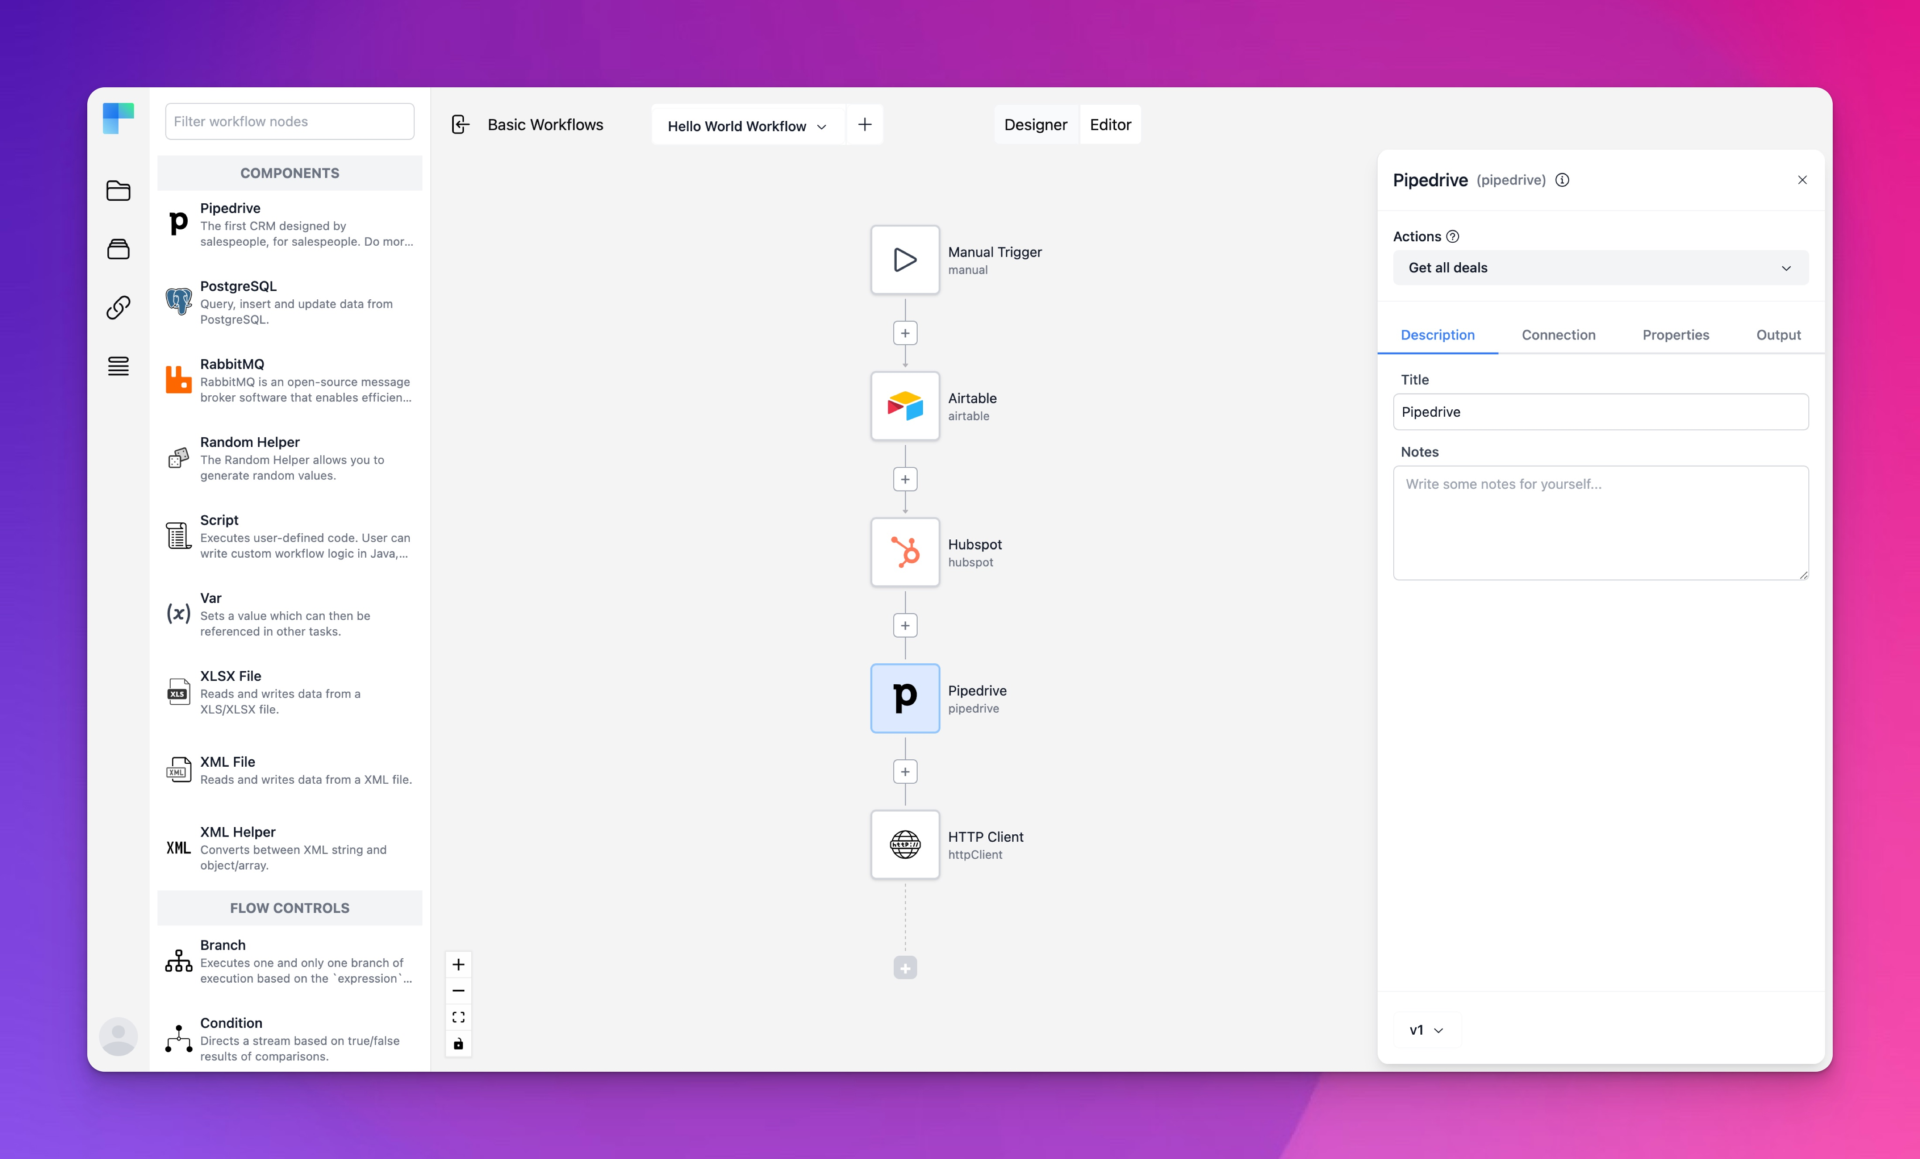 Filter workflow nodes
COMPONENTS
Pipedrive
The first CRM designed by
salespeople, for salespeople. Do mor...
PostgreSQL
Query, insert and update data from
PostgreSQL.
RabbitMQ
RabbitMQ is an open-source message
broker software that enables efficien...
Random Helper
The Random Helper allows you to
generate random values.
Script
Executes user-defined code. User can
write custom workflow logic in Java,...
(x)
Var
Sets a value which can then be
referenced in other tasks.
XLS
XLSX File
Reads and writes data from a
XLS/XLSX file.
XML
XML File
Reads and writes data from a XML file.
XML
XML Helper
Converts between XML string and
object/array.
FLOW CONTROLS
Branch
Executes one and only one branch of
execution based on the `expression`...
Condition
Directs a stream based on true/false
results of comparisons.
Basic Workflows
Hello World Workflow
Designer
Editor
Manual Trigger
manual
Airtable
airtable
Hubspot
hubspot
p
Pipedrive
pipedrive
http://
HTTP Client
httpClient
Pipedrive (pipedrive)
Actions
Get all deals
Description
Connection
Properties
Output
Title
Pipedrive
Notes
Write some notes for yourself...
v1